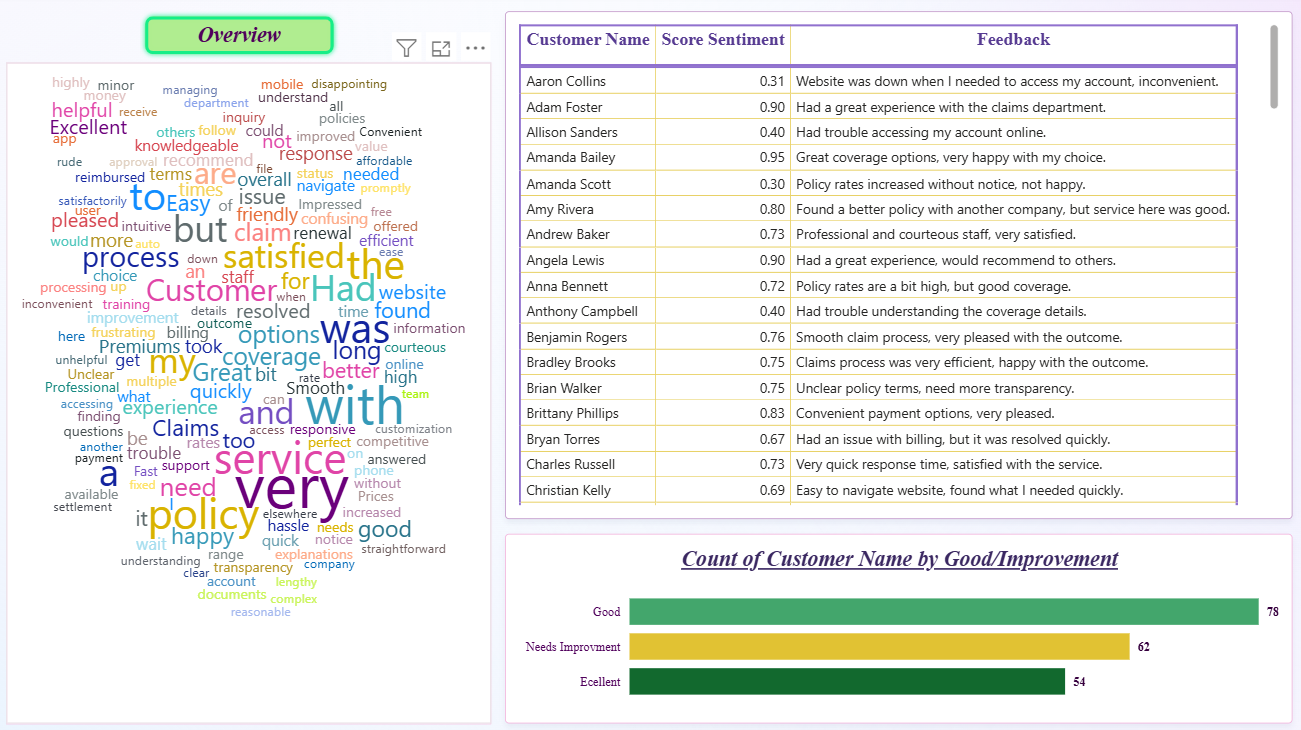 Overview
highly minor managing mobile disappointing
money department understand all
helpful receive inquiry policies
Excellent others follow could not improved Convenient
app knowledgeable response value
rude approval recommend file affordable
reimbursed terms are overall status needed
times navigate promptly
satisfactorily to Easy of issue Impressed
user friendly free
pleased intuitive but claim confusing offered
would more auto renewal efficient
process down satisfied the ease
choice an staff for
processing up Customer when Had website
inconvenient training details resolved time found
improvement outcome was information
here frustrating billing options
Premiums took coverage long courteous
unhelpful get my Great bit rate better online
Unclear multiple Smooth high
Professional what quickly can with team
accessing experience and
finding Claims access responsive customization
questions be rates too perfect competitive
another trouble service on answered
payment a Fast support phone
fixed need very without
available I Prices
settlement it policy elsewhere increased
hassle needs good
wait happy quick notice
range explanations straightforward
understanding transparency company
clear account lengthy
documents complex
reasonable
Customer Name Score Sentiment Feedback
Aaron Collins 0.31 Website was down when I needed to access my account, inconvenient.
Adam Foster 0.90 Had a great experience with the claims department.
Allison Sanders 0.40 Had trouble accessing my account online.
Amanda Bailey 0.95 Great coverage options, very happy with my choice.
Amanda Scott 0.30 Policy rates increased without notice, not happy.
Amy Rivera 0.80 Found a better policy with another company, but service here was good.
Andrew Baker 0.73 Professional and courteous staff, very satisfied.
Angela Lewis 0.90 Had a great experience, would recommend to others.
Anna Bennett 0.72 Policy rates are a bit high, but good coverage.
Anthony Campbell 0.40 Had trouble understanding the coverage details.
Benjamin Rogers 0.76 Smooth claim process, very pleased with the outcome.
Bradley Brooks 0.75 Claims process was very efficient, happy with the outcome.
Brian Walker 0.75 Unclear policy terms, need more transparency.
Brittany Phillips 0.83 Convenient payment options, very pleased.
Bryan Torres 0.67 Had an issue with billing, but it was resolved quickly.
Charles Russell 0.73 Very quick response time, satisfied with the service.
Christian Kelly 0.69 Easy to navigate website, found what I needed quickly.
Count of Customer Name by Good/Improvement
Good 78
Needs Improvment 62
Ecellent 54